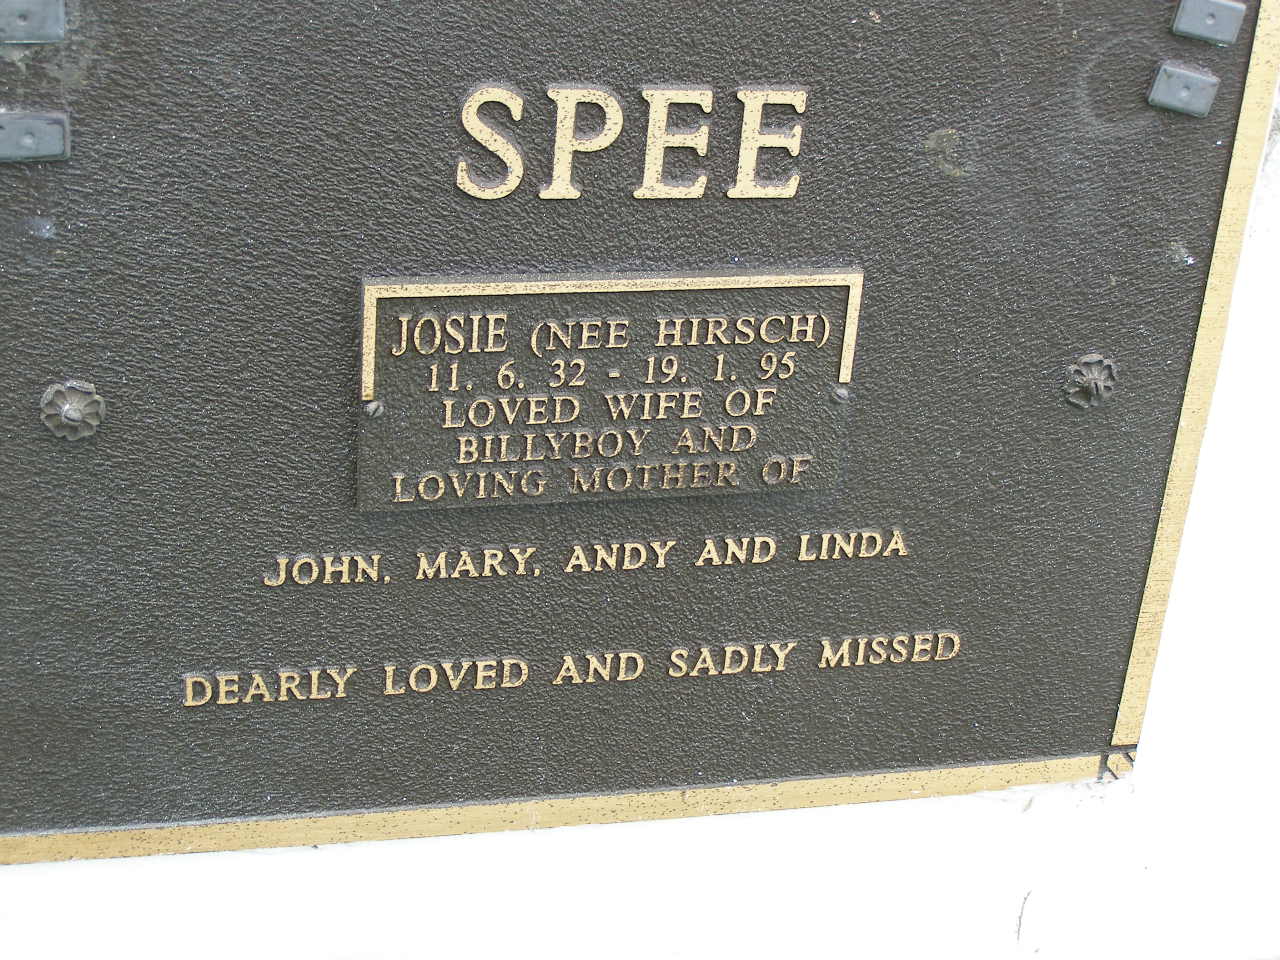 SPEE
JOSIE (NEE HIRSCH)
11. 6. 32 - 19. 1. 95
LOVED WIFE OF
BILLYBOY AND
LOVING MOTHER OF
JOHN, MARY, ANDY AND LINDA
DEARLY LOVED AND SADLY MISSED